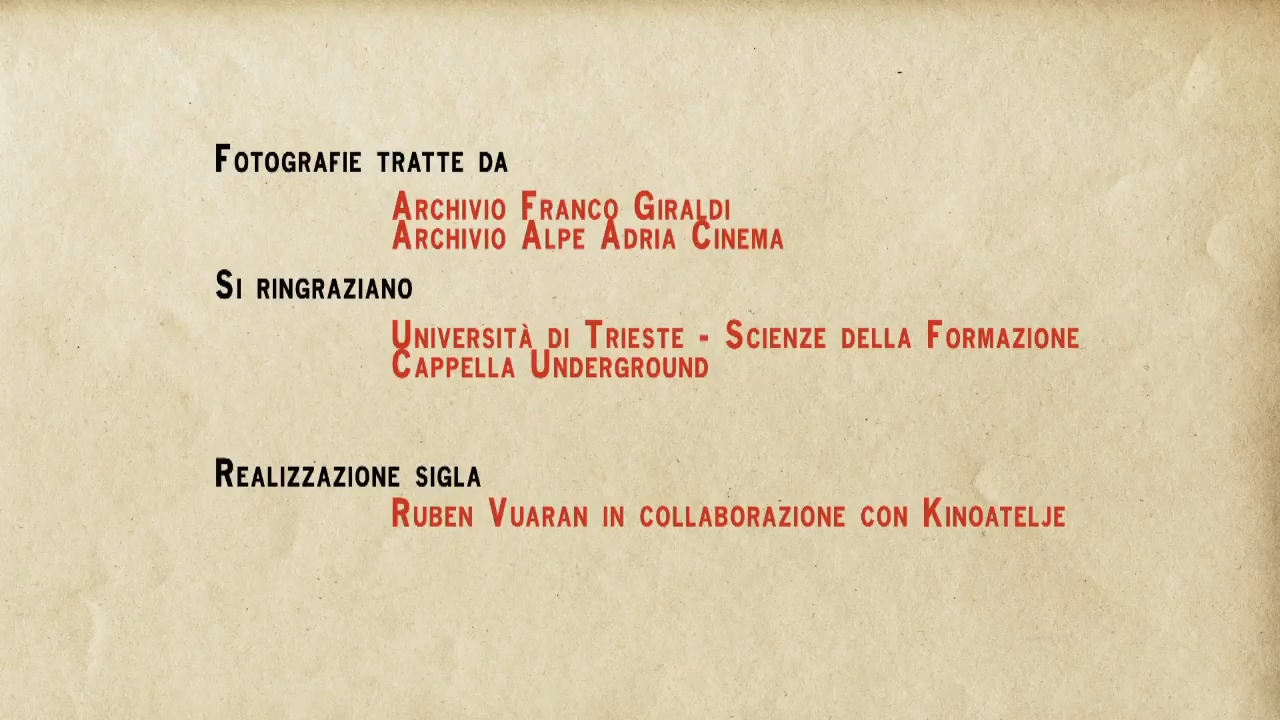 Fotografie tratte da
Archivio Franco Giraldi
Archivio Alpe Adria Cinema
Si ringraziano
Università di Trieste - Scienze della Formazione
Cappella Underground
Realizzazione sigla
Ruben Vuaran in collaborazione con Kinoatelje